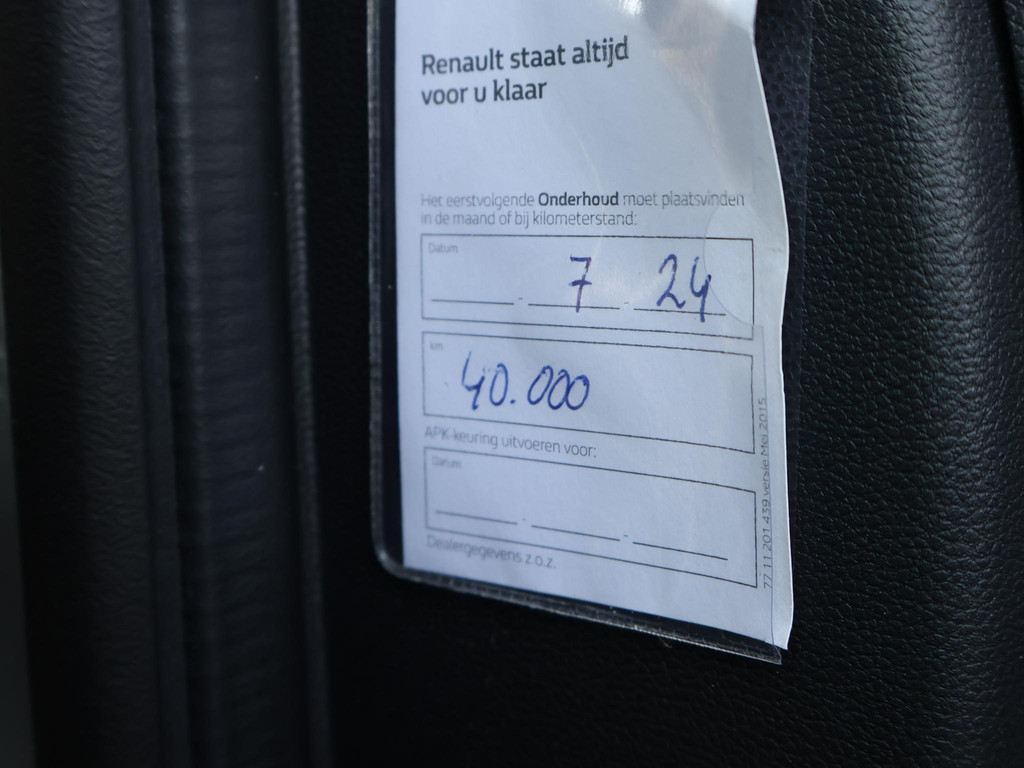 Renault staat altijd
voor u klaar
Het eerstvolgende Onderhoud moet plaatsvinden
in de maand of bij kilometerstand:
Datum
7 - 24
km
40.000
APK-keuring uitvoeren voor:
Datum
Dealergegevens z.o.z.
77 11 201 439 versie Mei 2015